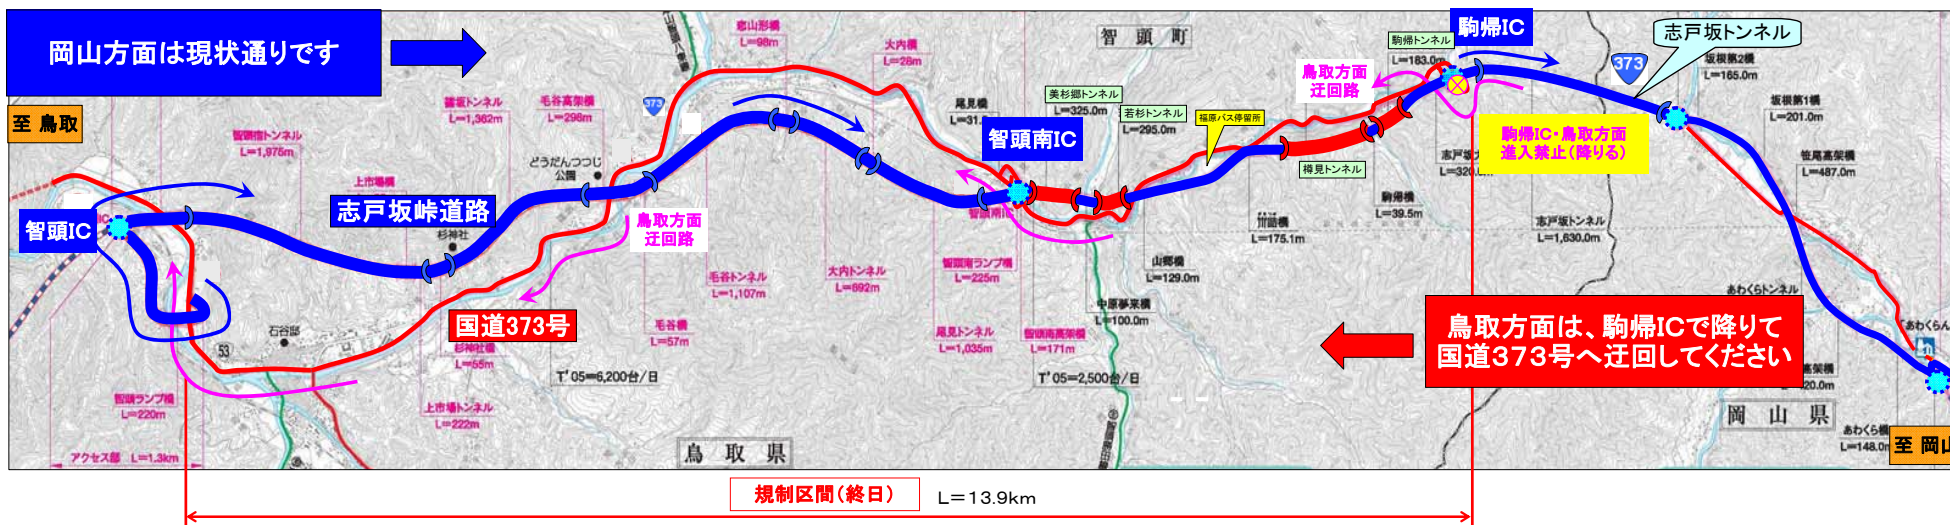 岡山方面は現状通りです
至 鳥取
智頭IC
志戸坂峠道路
国道373号
373
どうだんつつじ
公園
杉神社
石谷邸
53
智頭宿トンネル
L=1,975m
上市場橋
篭坂トンネル
L=1,362m
毛谷高架橋
L=298m
恋山形橋
L=98m
大内橋
L=28m
智頭町
尾見橋
L=31.
智頭南IC
美杉郷トンネル
L=325.0m
若杉トンネル
L=295.0m
福原バス停留所
樽見トンネル
駒帰トンネル
L=183.0m
駒帰IC
鳥取方面
迂回路
駒帰IC・鳥取方面
進入禁止(降りる)
志戸坂トンネル
373
坂根第2橋
L=165.0m
坂根第1橋
L=201.0m
笹尾高架橋
L=487.0m
駒帰橋
L=39.5m
志戸坂トンネル
L=1,630.0m
L=175.1m
山郷橋
L=129.0m
中原夢来橋
L=100.0m
あわくらトンネル
鳥取方面
迂回路
毛谷トンネル
L=1,107m
大内トンネル
L=692m
智頭南ランプ橋
L=225m
尾見トンネル
L=1,035m
智頭南高架橋
L=171m
毛谷橋
L=57m
杉神社橋
L=55m
上市場トンネル
L=222m
智頭ランプ橋
L=220m
アクセス部 L=1.3km
T'05=6,200台/日
T'05=2,500台/日
鳥取方面は、駒帰ICで降りて
国道373号へ迂回してください
鳥取県
岡山県
あわくら橋
L=148.0m
至 岡山
規制区間(終日)
L=13.9km